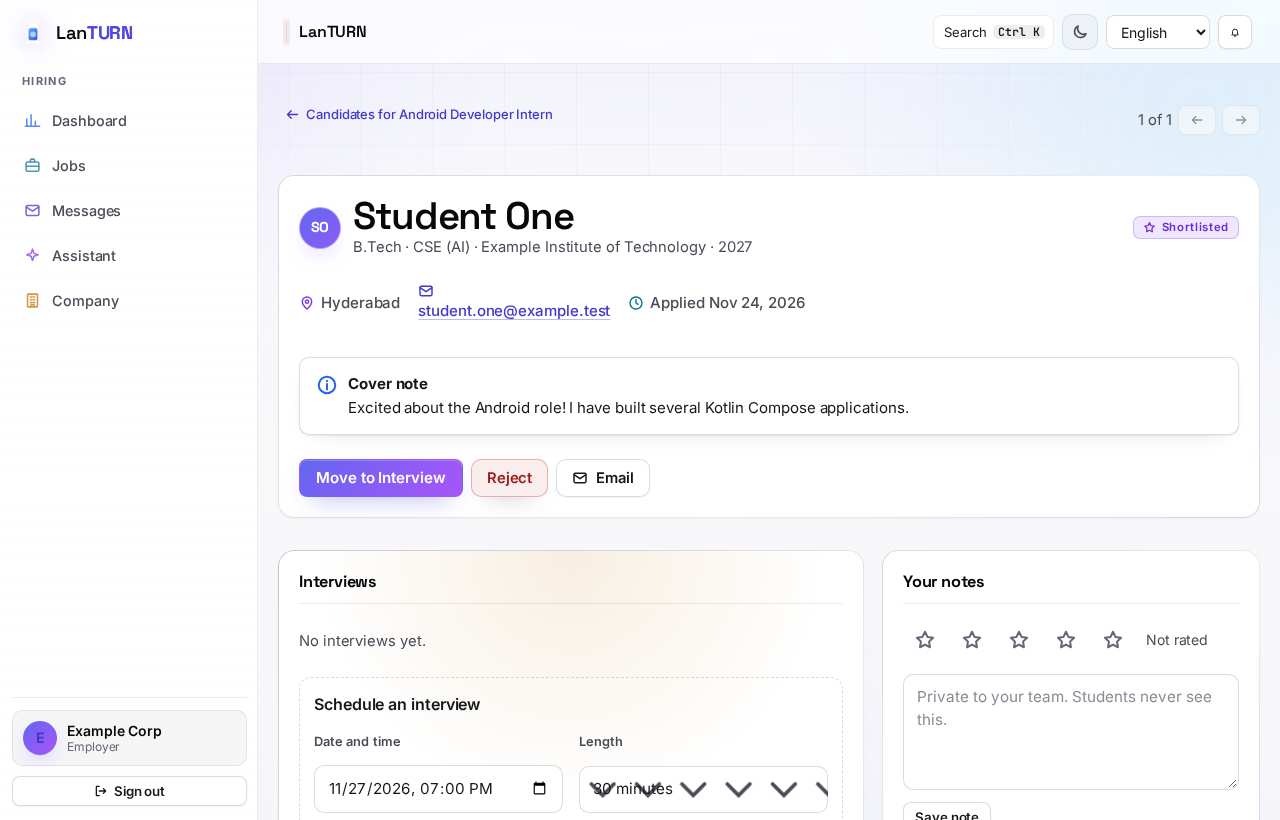 LanTURN
HIRING
Dashboard
Jobs
Messages
Assistant
Company
Example Corp
Employer
E
Sign out
LanTURN
Search Ctrl K
English
Candidates for Android Developer Intern
1 of 1
SO
Student One
B.Tech · CSE (AI) · Example Institute of Technology · 2027
Shortlisted
Hyderabad
student.one@example.test
Applied Nov 24, 2026
Cover note
Excited about the Android role! I have built several Kotlin Compose applications.
Move to Interview
Reject
Email
Interviews
No interviews yet.
Schedule an interview
Date and time
Length
11/27/2026, 07:00 PM
30 minutes
Your notes
Not rated
Private to your team. Students never see
this.
Save note